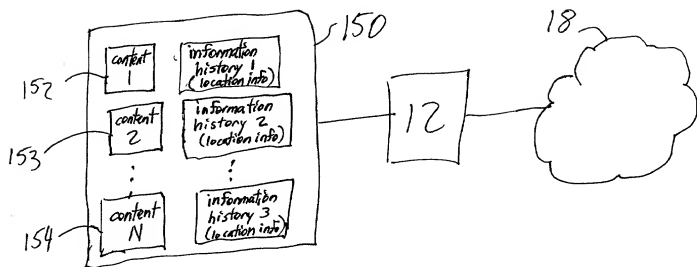 150
18
152
content
1
information
history 1
(location info)
153
content
2
information
history 2
(location info)
12
154
content
N
information
history 3
(location info)